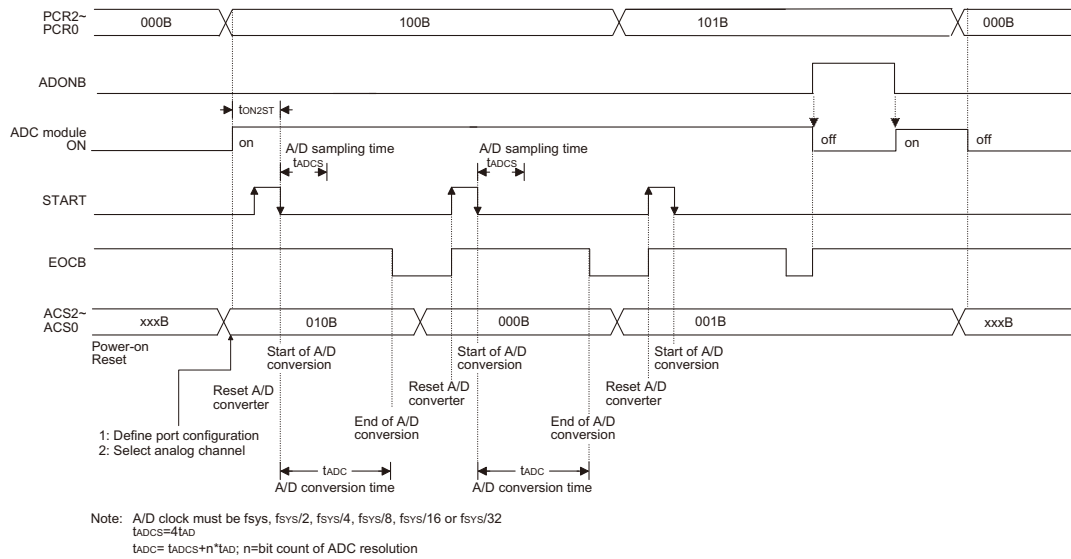 PCR2~
PCR0
000B
100B
101B
000B
ADONB
tON2ST
ADC module
ON
on
off
on
off
A/D sampling time
tADCS
A/D sampling time
tADCS
START
EOCB
ACS2~
ACS0
xxxB
010B
000B
001B
xxxB
Power-on
Reset
Start of A/D
conversion
Start of A/D
conversion
Start of A/D
conversion
Reset A/D
converter
Reset A/D
converter
Reset A/D
converter
End of A/D
conversion
End of A/D
conversion
1: Define port configuration
2: Select analog channel
tADC
A/D conversion time
tADC
A/D conversion time
Note: A/D clock must be fsys, fSYS/2, fSYS/4, fSYS/8, fSYS/16 or fSYS/32
tADCS=4tAD
tADC= tADCS+n*tAD; n=bit count of ADC resolution